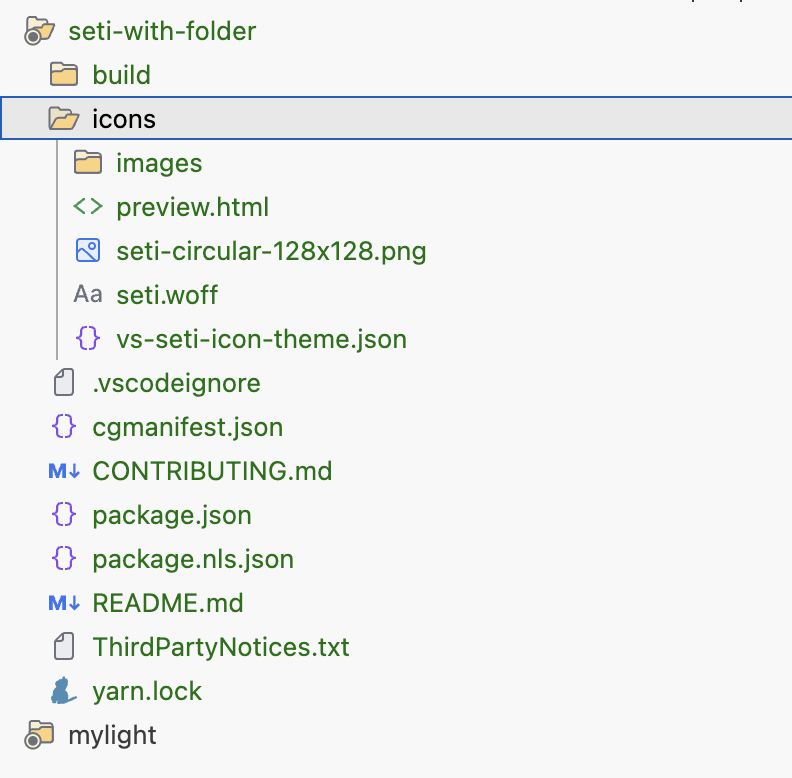 seti-with-folder
build
icons
images
<> preview.html
seti-circular-128x128.png
Aa seti.woff
{} vs-seti-icon-theme.json
.vscodeignore
{} cgmanifest.json
M↓ CONTRIBUTING.md
{} package.json
{} package.nls.json
M↓ README.md
ThirdPartyNotices.txt
yarn.lock
mylight